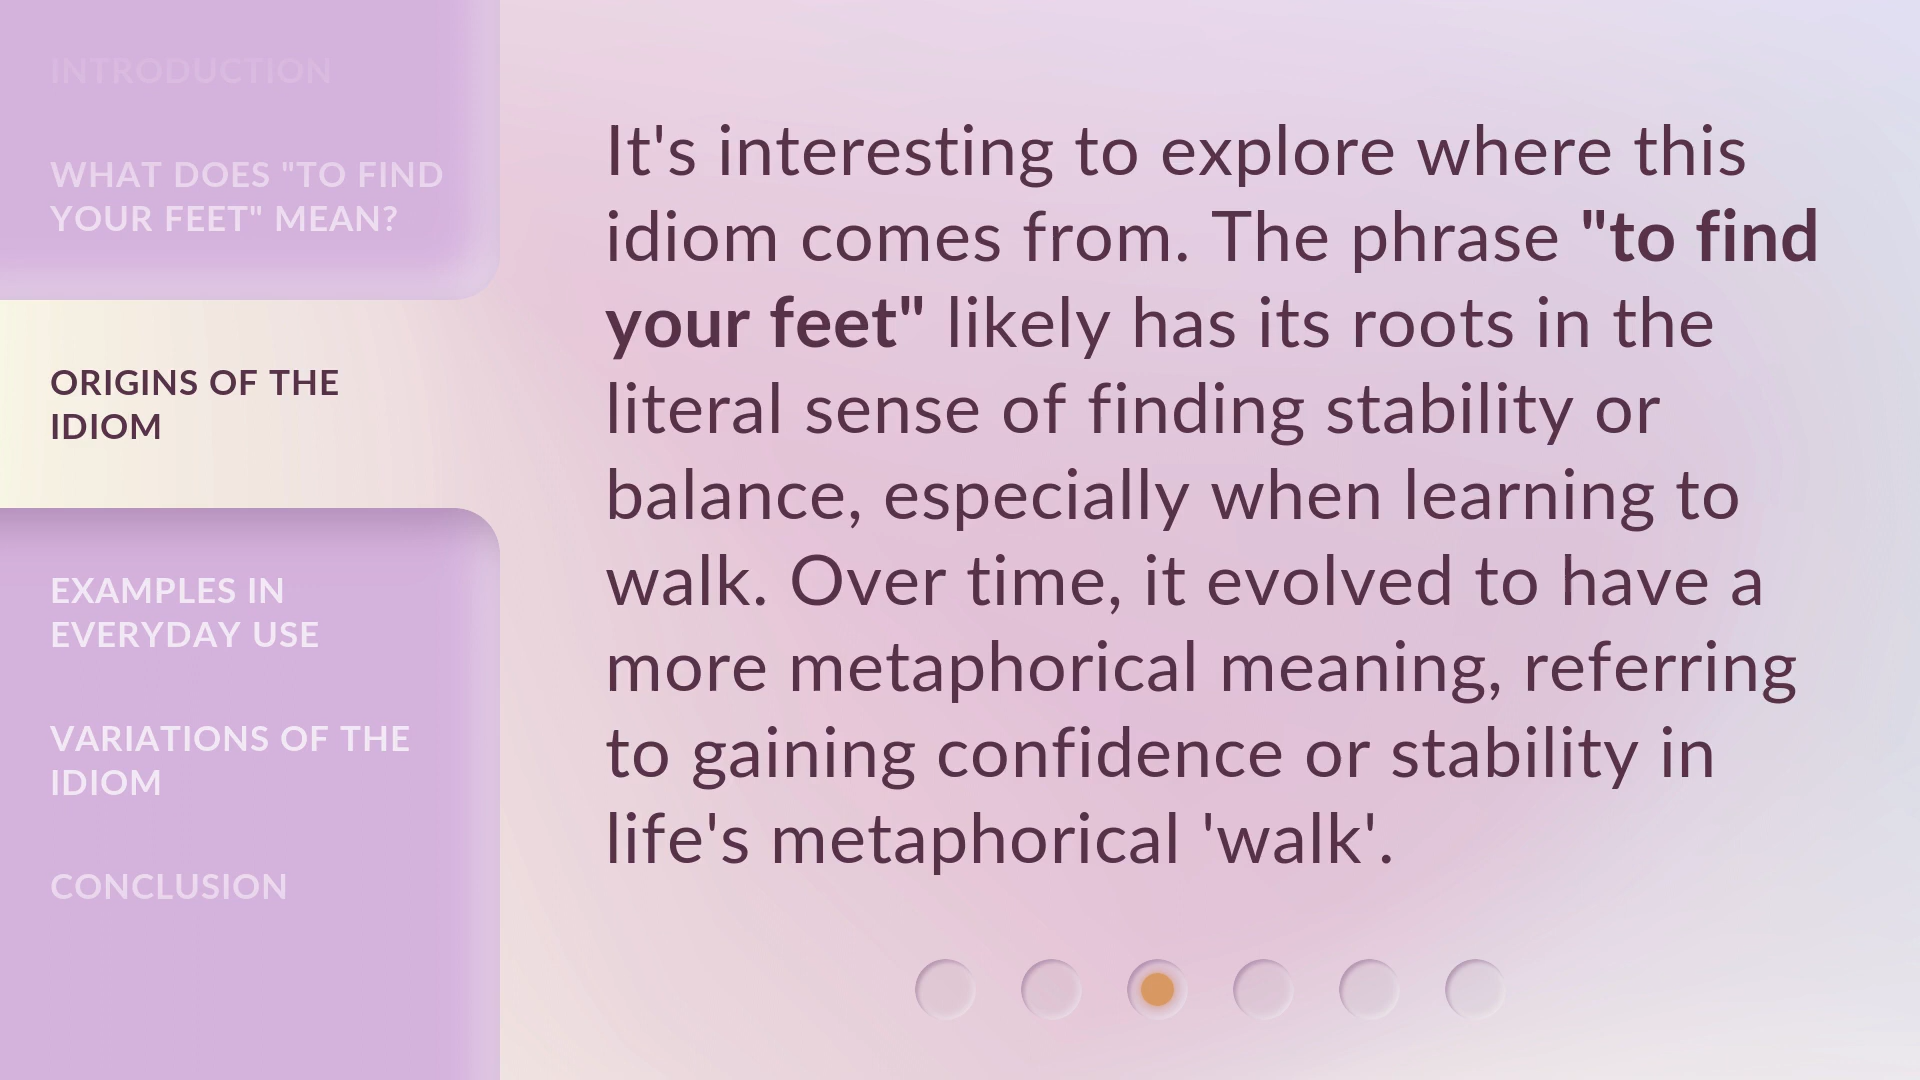 INTRODUCTION
WHAT DOES "TO FIND
YOUR FEET" MEAN?
ORIGINS OF THE
IDIOM
EXAMPLES IN
EVERYDAY USE
VARIATIONS OF THE
IDIOM
CONCLUSION
It's interesting to explore where this
idiom comes from. The phrase "to find
your feet" likely has its roots in the
literal sense of finding stability or
balance, especially when learning to
walk. Over time, it evolved to have a
more metaphorical meaning, referring
to gaining confidence or stability in
life's metaphorical 'walk'.